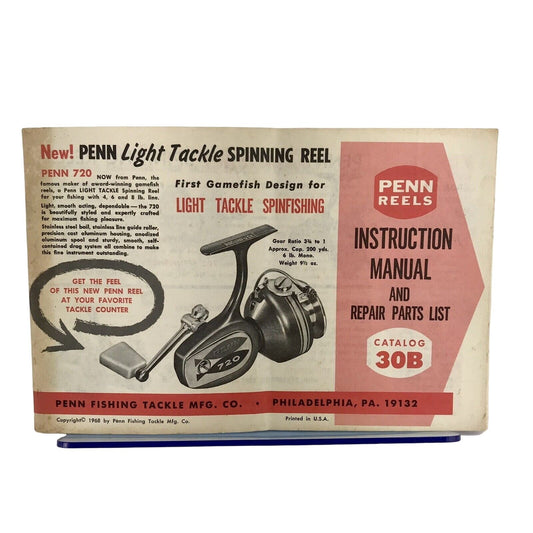 New! PENN Light Tackle SPINNING REEL
PENN 720 NOW from Penn, the
famous maker of award-winning gamefish
reels, a Penn LIGHT TACKLE Spinning Reel
for your fishing with 4, 6 and 8 lb. line.
Light, smooth acting, dependable—the 720
is beautifully styled and expertly crafted
for maximum fishing pleasure.
Stainless steel bail, stainless line guide roller,
precision cast aluminum housing, anodized
aluminum spool and sturdy, smooth, self-
contained drag system all combine to make
this fine instrument outstanding.
GET THE FEEL
OF THIS NEW PENN REEL
AT YOUR FAVORITE
TACKLE COUNTER
First Gamefish Design for
LIGHT TACKLE SPINFISHING
Gear Ratio 3¾ to 1
Approx. Cap. 200 yds.
6 lb. Mono.
Weight 9½ oz.
720
PENN
REELS
INSTRUCTION
MANUAL
AND
REPAIR PARTS LIST
CATALOG
30B
PENN FISHING TACKLE MFG. CO. • PHILADELPHIA, PA. 19132
Copyright© 1968 by Penn Fishing Tackle Mfg. Co.
Printed in U.S.A.